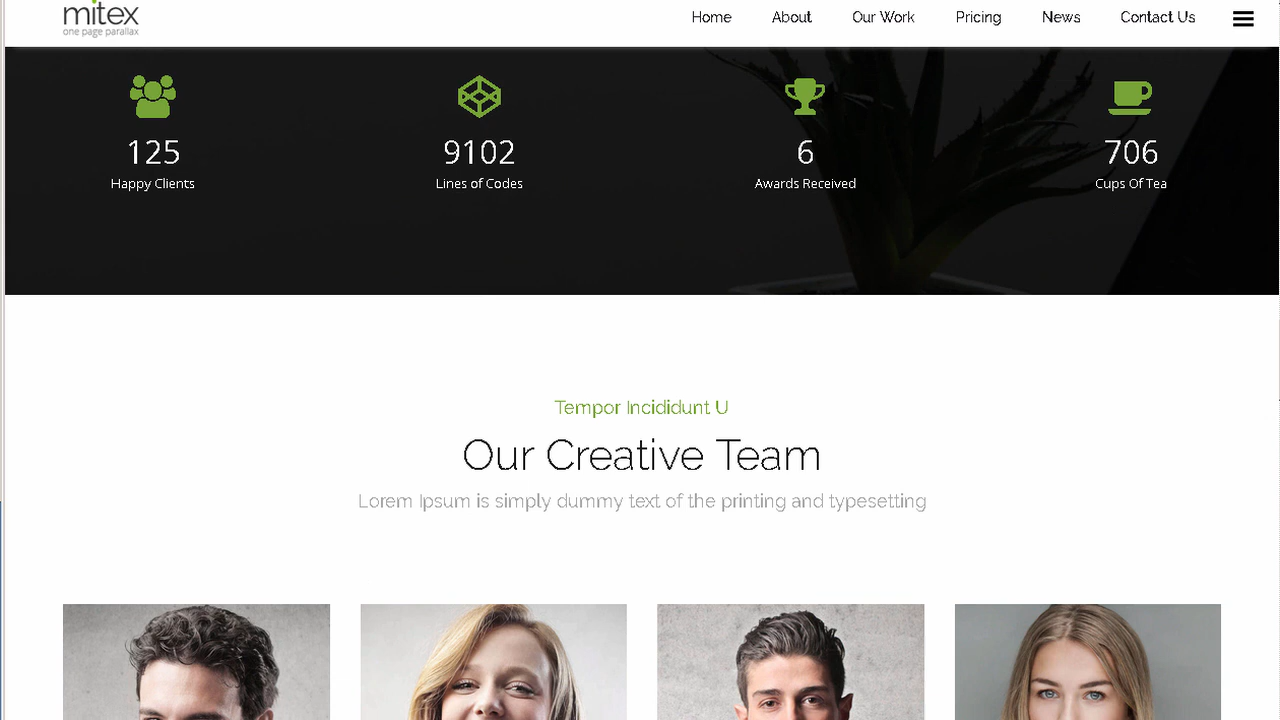 mitex
one page parallax
Home About Our Work Pricing News Contact Us
125 9102 6 706
Happy Clients Lines of Codes Awards Received Cups Of Tea
Tempor Incididunt U
Our Creative Team
Lorem Ipsum is simply dummy text of the printing and typesetting